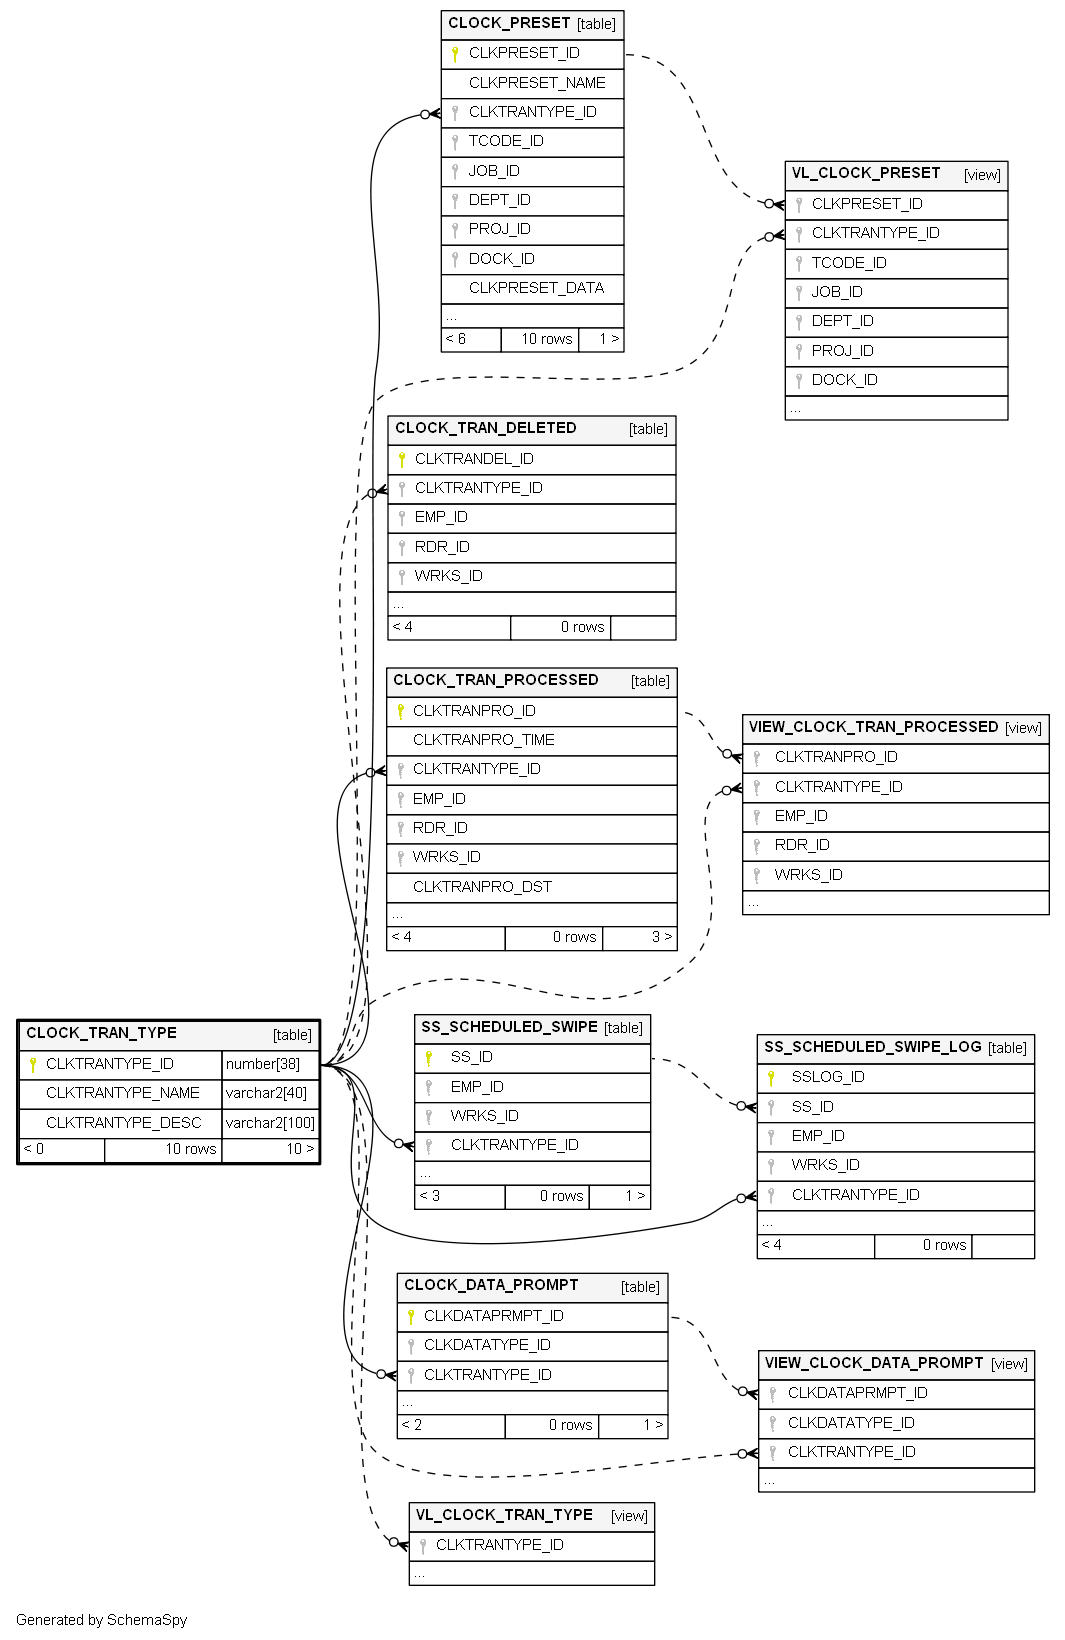 CLOCK_PRESET [table]
CLKPRESET_ID
CLKPRESET_NAME
CLKTRANTYPE_ID
TCODE_ID
JOB_ID
DEPT_ID
PROJ_ID
DOCK_ID
CLKPRESET_DATA
...
< 6 10 rows 1 >
VL_CLOCK_PRESET [view]
CLKPRESET_ID
CLKTRANTYPE_ID
TCODE_ID
JOB_ID
DEPT_ID
PROJ_ID
DOCK_ID
...
CLOCK_TRAN_DELETED [table]
CLKTRANDEL_ID
CLKTRANTYPE_ID
EMP_ID
RDR_ID
WRKS_ID
...
< 4 0 rows
CLOCK_TRAN_PROCESSED [table]
CLKTRANPRO_ID
CLKTRANPRO_TIME
CLKTRANTYPE_ID
EMP_ID
RDR_ID
WRKS_ID
CLKTRANPRO_DST
...
< 4 0 rows 3 >
VIEW_CLOCK_TRAN_PROCESSED [view]
CLKTRANPRO_ID
CLKTRANTYPE_ID
EMP_ID
RDR_ID
WRKS_ID
...
CLOCK_TRAN_TYPE [table]
CLKTRANTYPE_ID number[38]
CLKTRANTYPE_NAME varchar2[40]
CLKTRANTYPE_DESC varchar2[100]
< 0 10 rows 10 >
SS_SCHEDULED_SWIPE [table]
SS_ID
EMP_ID
WRKS_ID
CLKTRANTYPE_ID
...
< 3 0 rows 1 >
SS_SCHEDULED_SWIPE_LOG [table]
SSLOG_ID
SS_ID
EMP_ID
WRKS_ID
CLKTRANTYPE_ID
...
< 4 0 rows
CLOCK_DATA_PROMPT [table]
CLKDATAPRMPT_ID
CLKDATATYPE_ID
CLKTRANTYPE_ID
...
< 2 0 rows 1 >
VIEW_CLOCK_DATA_PROMPT [view]
CLKDATAPRMPT_ID
CLKDATATYPE_ID
CLKTRANTYPE_ID
...
VL_CLOCK_TRAN_TYPE [view]
CLKTRANTYPE_ID
...
Generated by SchemaSpy